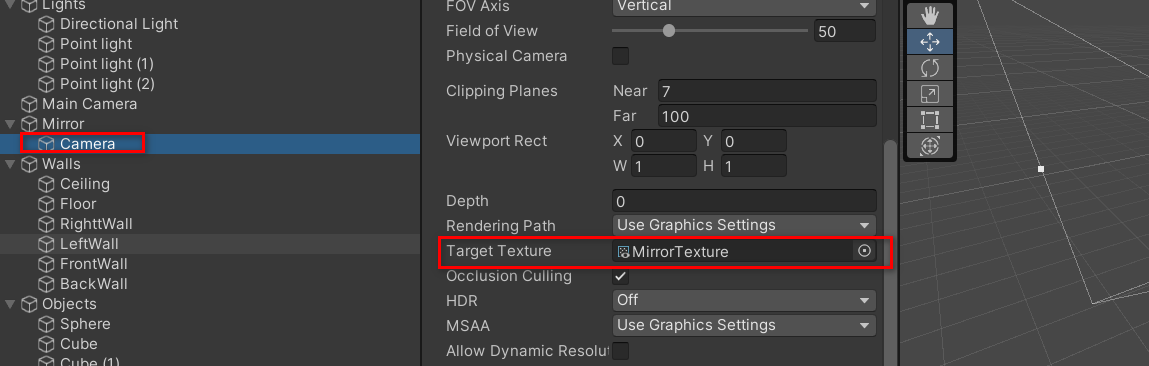 Lights
Directional Light
Point light
Point light (1)
Point light (2)
Main Camera
Mirror
Camera
Walls
Ceiling
Floor
RighttWall
LeftWall
FrontWall
BackWall
Objects
Sphere
Cube
Cube (1)
FOV Axis Vertical
Field of View 50
Physical Camera
Clipping Planes Near 7
Far 100
Viewport Rect X 0 Y 0
W 1 H 1
Depth 0
Rendering Path Use Graphics Settings
Target Texture MirrorTexture
Occlusion Culling
HDR Off
MSAA Use Graphics Settings
Allow Dynamic Resolut